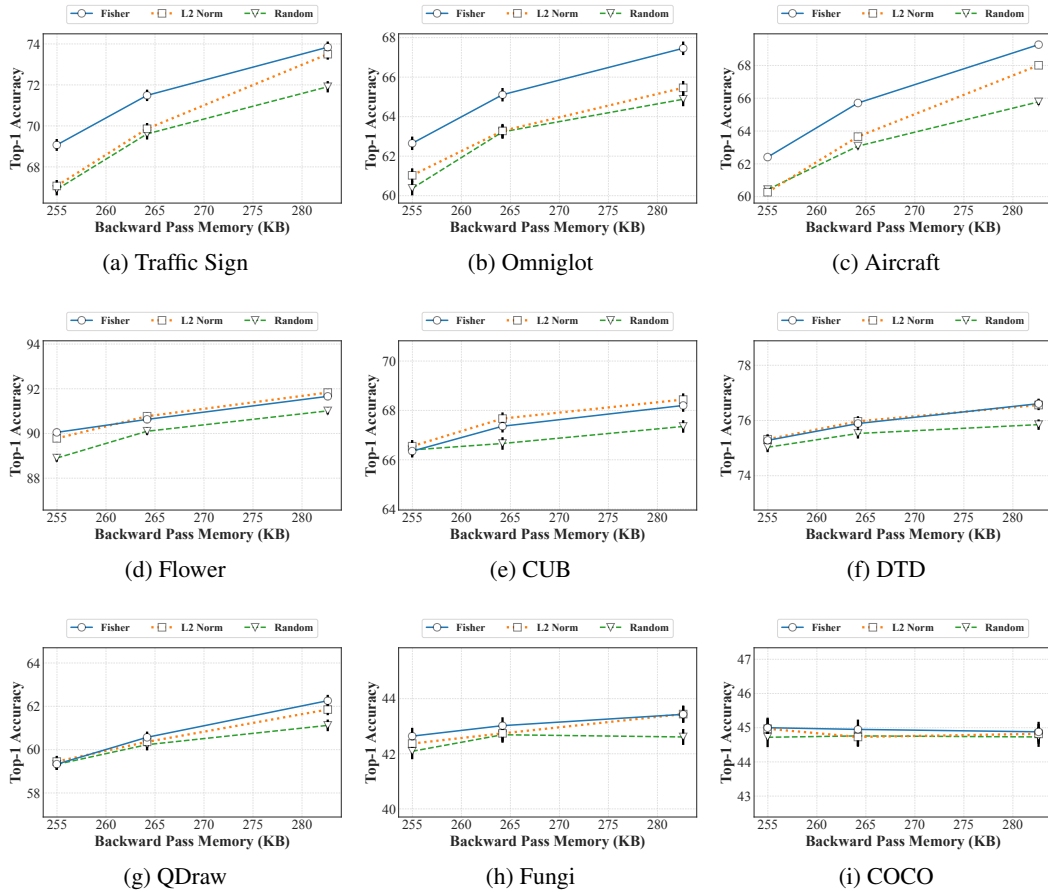 Fisher L2 Norm Random
Fisher L2 Norm Random
Fisher L2 Norm Random
Top-1 Accuracy
74
72
70
68
255 260 265 270 275 280
Backward Pass Memory (KB)
(a) Traffic Sign
Top-1 Accuracy
68
66
64
62
60
255 260 265 270 275 280
Backward Pass Memory (KB)
(b) Omniglot
Top-1 Accuracy
68
66
64
62
60
255 260 265 270 275 280
Backward Pass Memory (KB)
(c) Aircraft
Fisher L2 Norm Random
Fisher L2 Norm Random
Fisher L2 Norm Random
Top-1 Accuracy
94
92
90
88
255 260 265 270 275 280
Backward Pass Memory (KB)
(d) Flower
Top-1 Accuracy
70
68
66
64
255 260 265 270 275 280
Backward Pass Memory (KB)
(e) CUB
Top-1 Accuracy
78
76
74
255 260 265 270 275 280
Backward Pass Memory (KB)
(f) DTD
Fisher L2 Norm Random
Fisher L2 Norm Random
Fisher L2 Norm Random
Top-1 Accuracy
64
62
60
58
255 260 265 270 275 280
Backward Pass Memory (KB)
(g) QDraw
Top-1 Accuracy
44
42
40
255 260 265 270 275 280
Backward Pass Memory (KB)
(h) Fungi
Top-1 Accuracy
47
46
45
44
43
255 260 265 270 275 280
Backward Pass Memory (KB)
(i) COCO